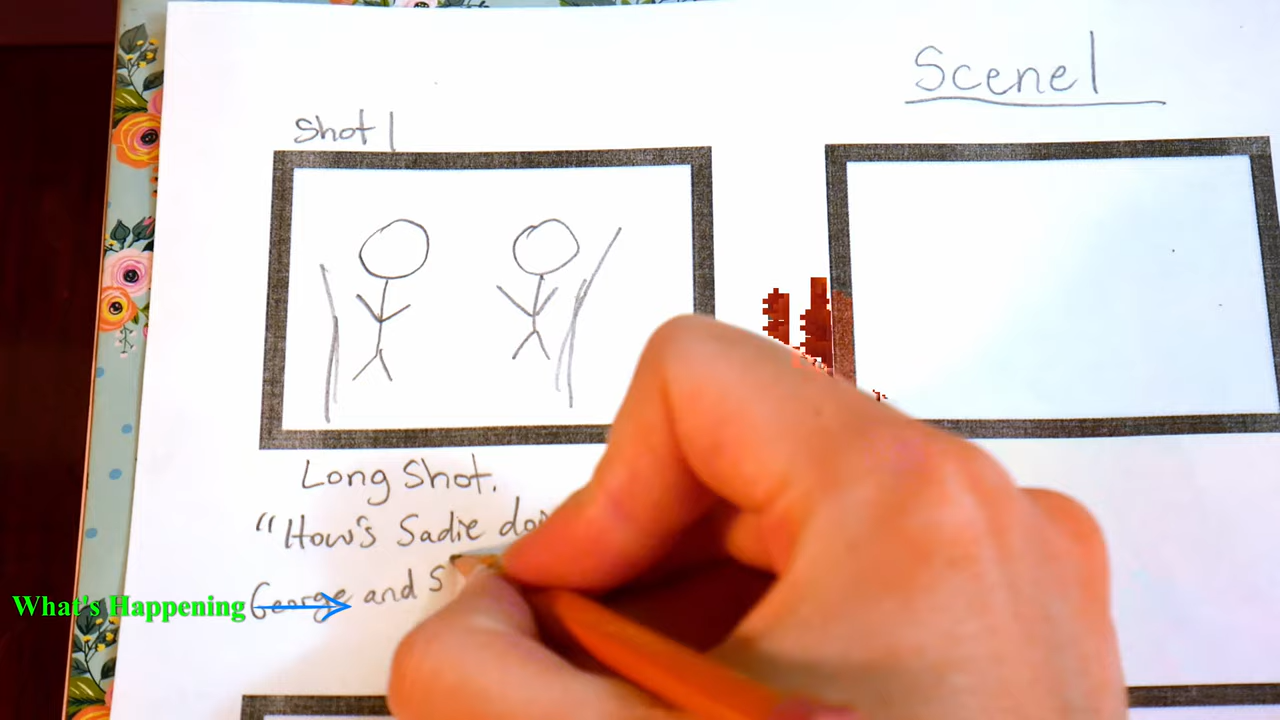 Scene 1
Shot 1
Long Shot.
"How's Sadie
George and S
What's Happening